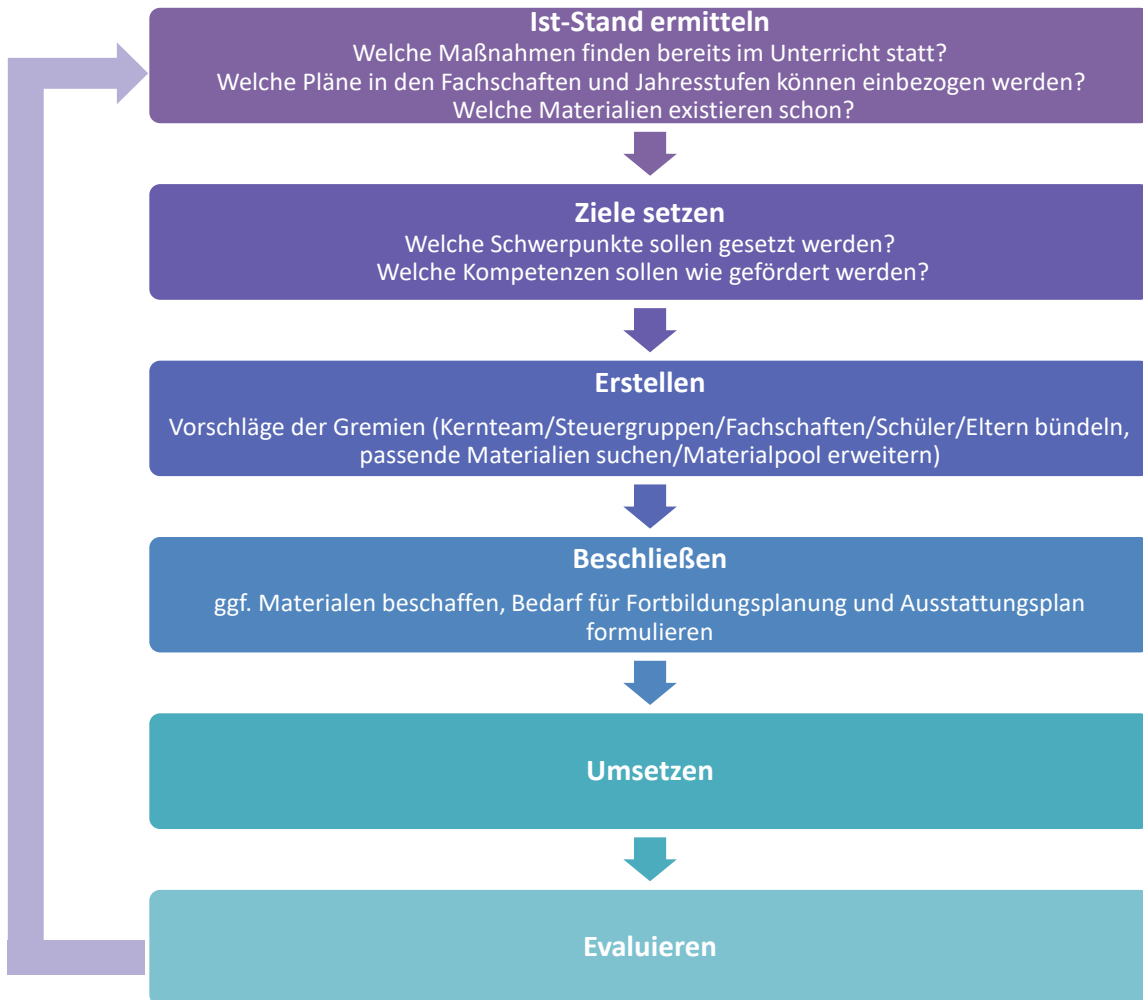 Ist-Stand ermitteln
Welche Maßnahmen finden bereits im Unterricht statt?
Welche Pläne in den Fachschaften und Jahresstufen können einbezogen werden?
Welche Materialien existieren schon?
Ziele setzen
Welche Schwerpunkte sollen gesetzt werden?
Welche Kompetenzen sollen wie gefördert werden?
Erstellen
Vorschläge der Gremien (Kernteam/Steuergruppen/Fachschaften/Schüler/Eltern bündeln,
passende Materialien suchen/Materialpool erweitern)
Beschließen
ggf. Materialen beschaffen, Bedarf für Fortbildungsplanung und Ausstattungsplan
formulieren
Umsetzen
Evaluieren